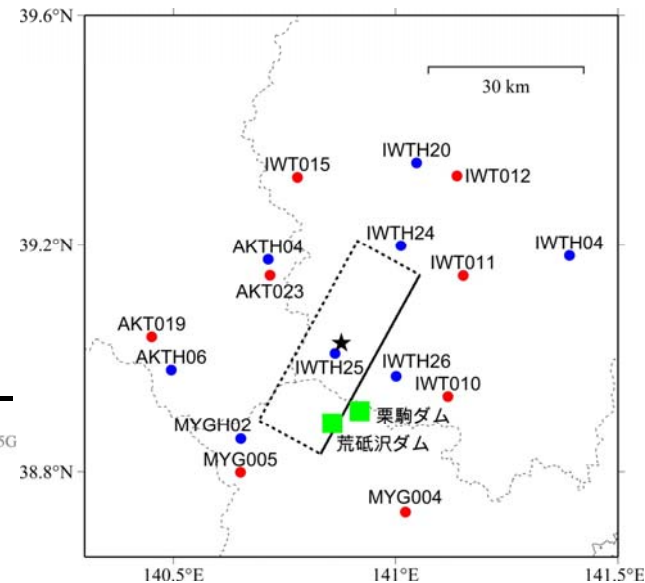 39.6°N
30 km
IWT015
IWTH20
IWT012
39.2°N
AKTH04
IWTH24
IWTH04
AKT023
IWT011
AKT019
AKTH06
IWTH25
IWTH26
IWT010
栗駒ダム
荒砥沢ダム
5G
MYGH02
MYG005
38.8°N
MYG004
140.5°E
141°E
141.5°E